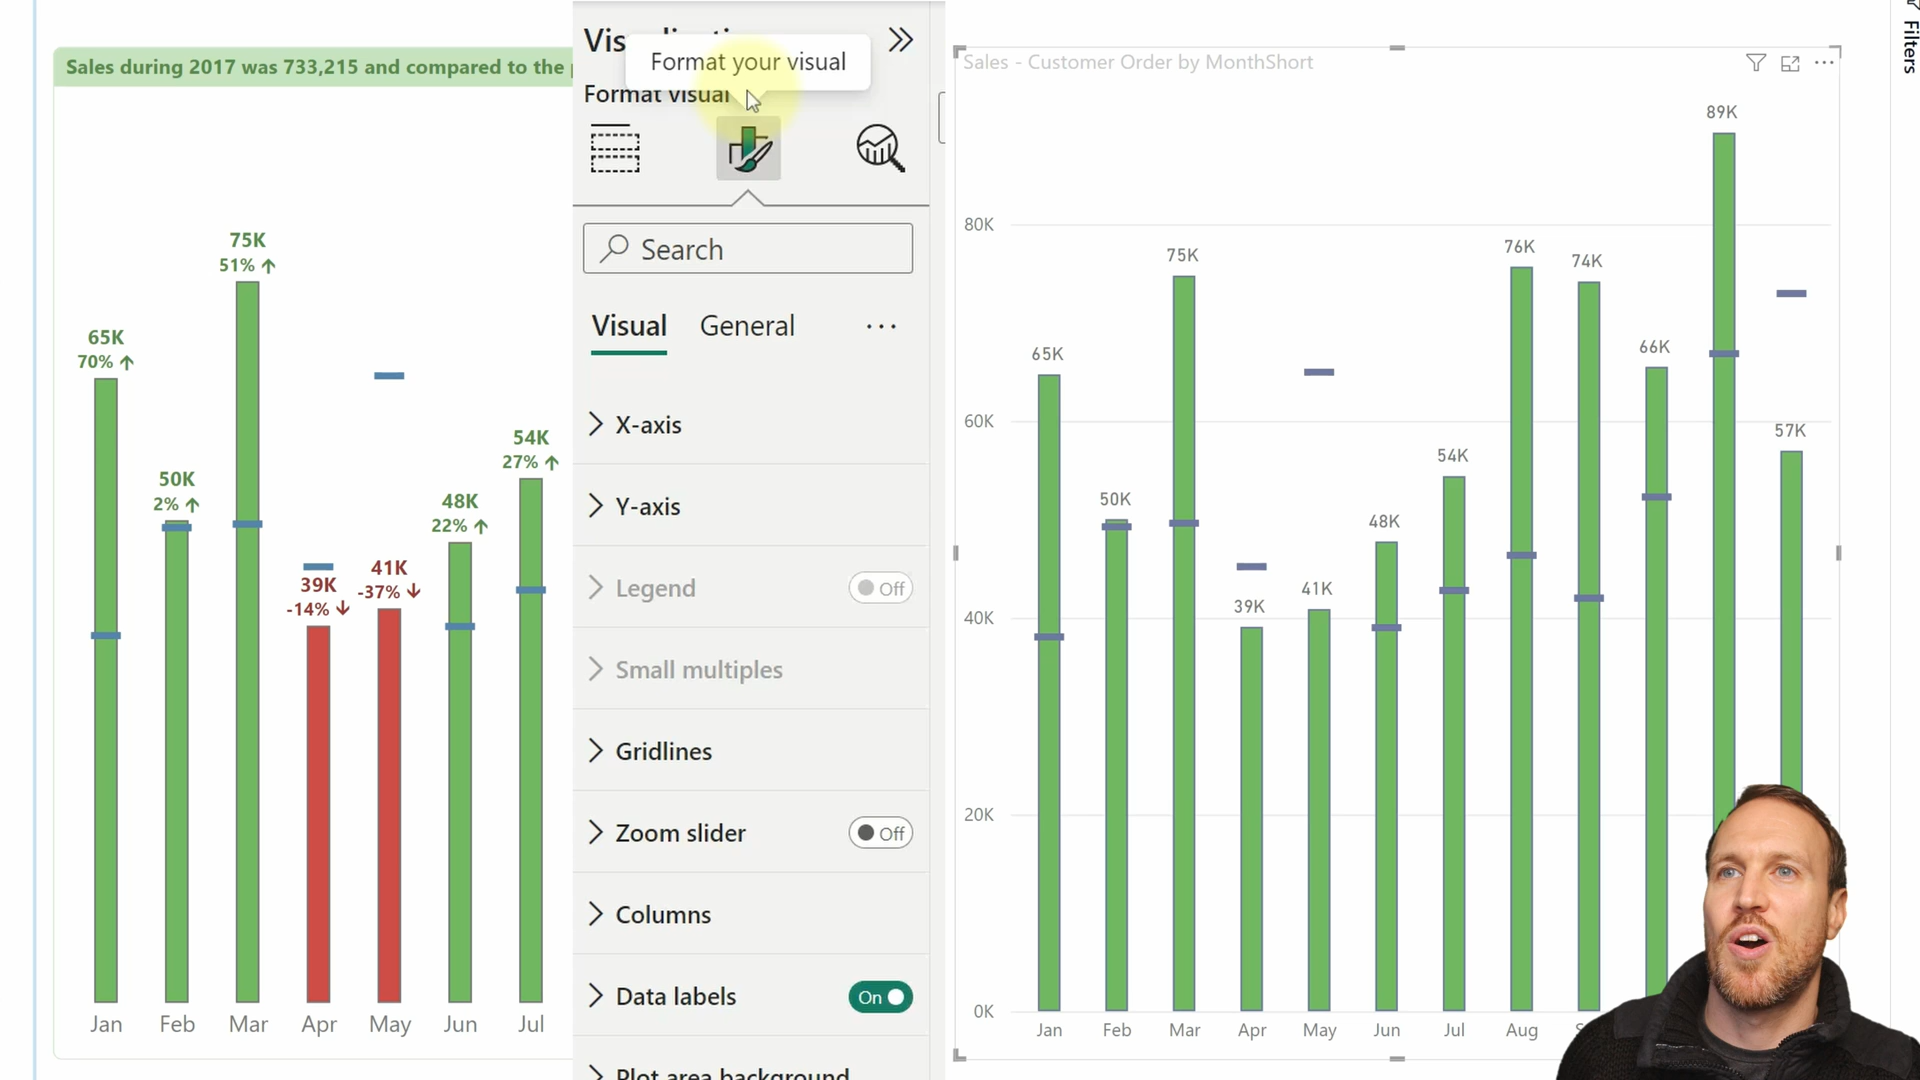 Sales during 2017 was 733,215 and compared to the
75K
51% ↑
65K
70% ↑
50K
2% ↑
39K
-14% ↓
41K
-37% ↓
48K
22% ↑
54K
27% ↑
Jan Feb Mar Apr May Jun Jul
Format your visual
Format visual
Search
Visual General ...
X-axis
Y-axis
Legend Off
Small multiples
Gridlines
Zoom slider Off
Columns
Data labels On
Plot area background
Sales - Customer Order by MonthShort
...
Filters
80K
60K
40K
20K
0K
65K
50K
75K
39K
41K
48K
54K
76K
74K
66K
89K
57K
Jan Feb Mar Apr May Jun Jul Aug